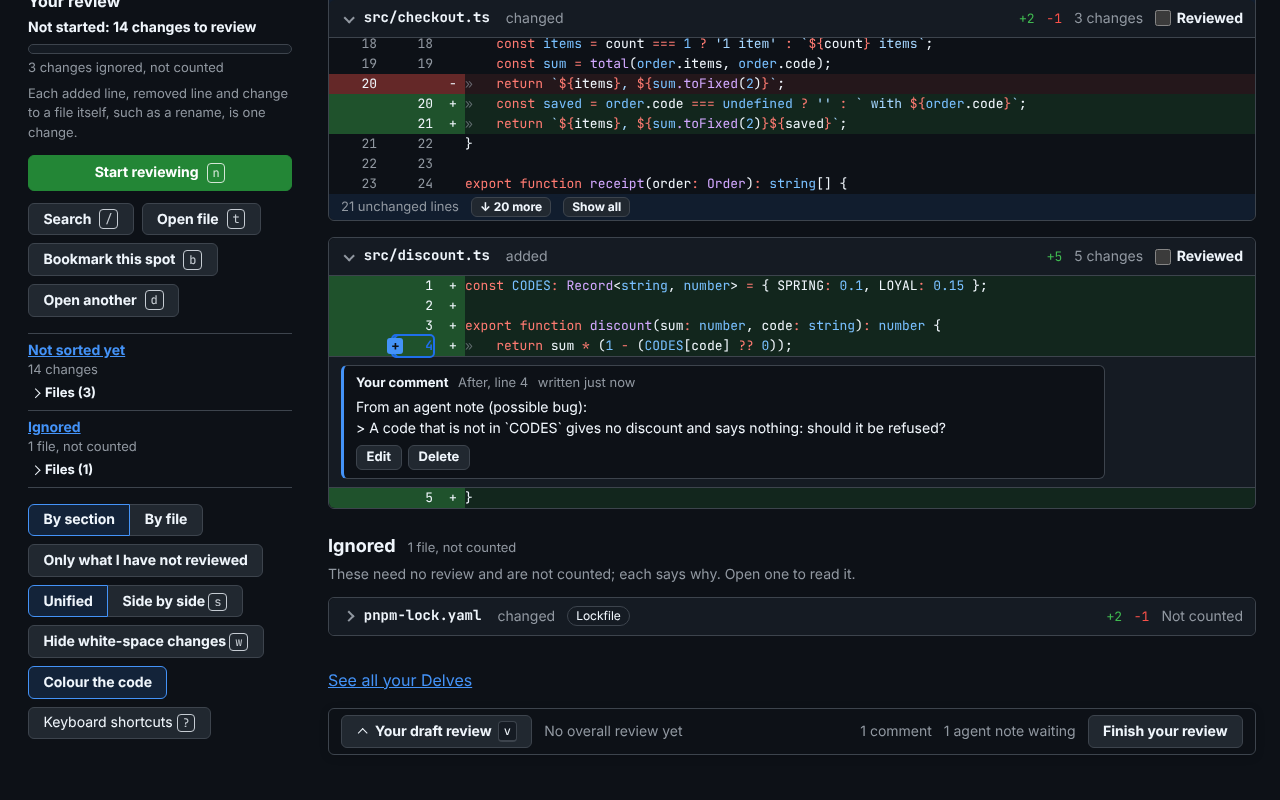 Your review
Not started: 14 changes to review
3 changes ignored, not counted
Each added line, removed line and change
to a file itself, such as a rename, is one
change.
Start reviewing n
Search / Open file t
Bookmark this spot b
Open another d
Not sorted yet
14 changes
Files (3)
Ignored
1 file, not counted
Files (1)
By section By file
Only what I have not reviewed
Unified Side by side s
Hide white-space changes w
Colour the code
Keyboard shortcuts ?
src/checkout.ts changed +2 -1 3 changes Reviewed
18 18 const items = count === 1 ? '1 item' : `${count} items`;
19 19 const sum = total(order.items, order.code);
20 - » return `${items}, ${sum.toFixed(2)}`;
20 + » const saved = order.code === undefined ? '' : ` with ${order.code}`;
21 + » return `${items}, ${sum.toFixed(2)}${saved}`;
21 22 }
22 23
23 24 export function receipt(order: Order): string[] {
21 unchanged lines ↓ 20 more Show all
src/discount.ts added +5 5 changes Reviewed
1 + const CODES: Record<string, number> = { SPRING: 0.1, LOYAL: 0.15 };
2 +
3 + export function discount(sum: number, code: string): number {
+ 4 + » return sum * (1 - (CODES[code] ?? 0));
Your comment After, line 4 written just now
From an agent note (possible bug):
> A code that is not in `CODES` gives no discount and says nothing: should it be refused?
Edit Delete
5 + }
Ignored 1 file, not counted
These need no review and are not counted; each says why. Open one to read it.
pnpm-lock.yaml changed Lockfile +2 -1 Not counted
See all your Delves
Your draft review v No overall review yet 1 comment 1 agent note waiting Finish your review